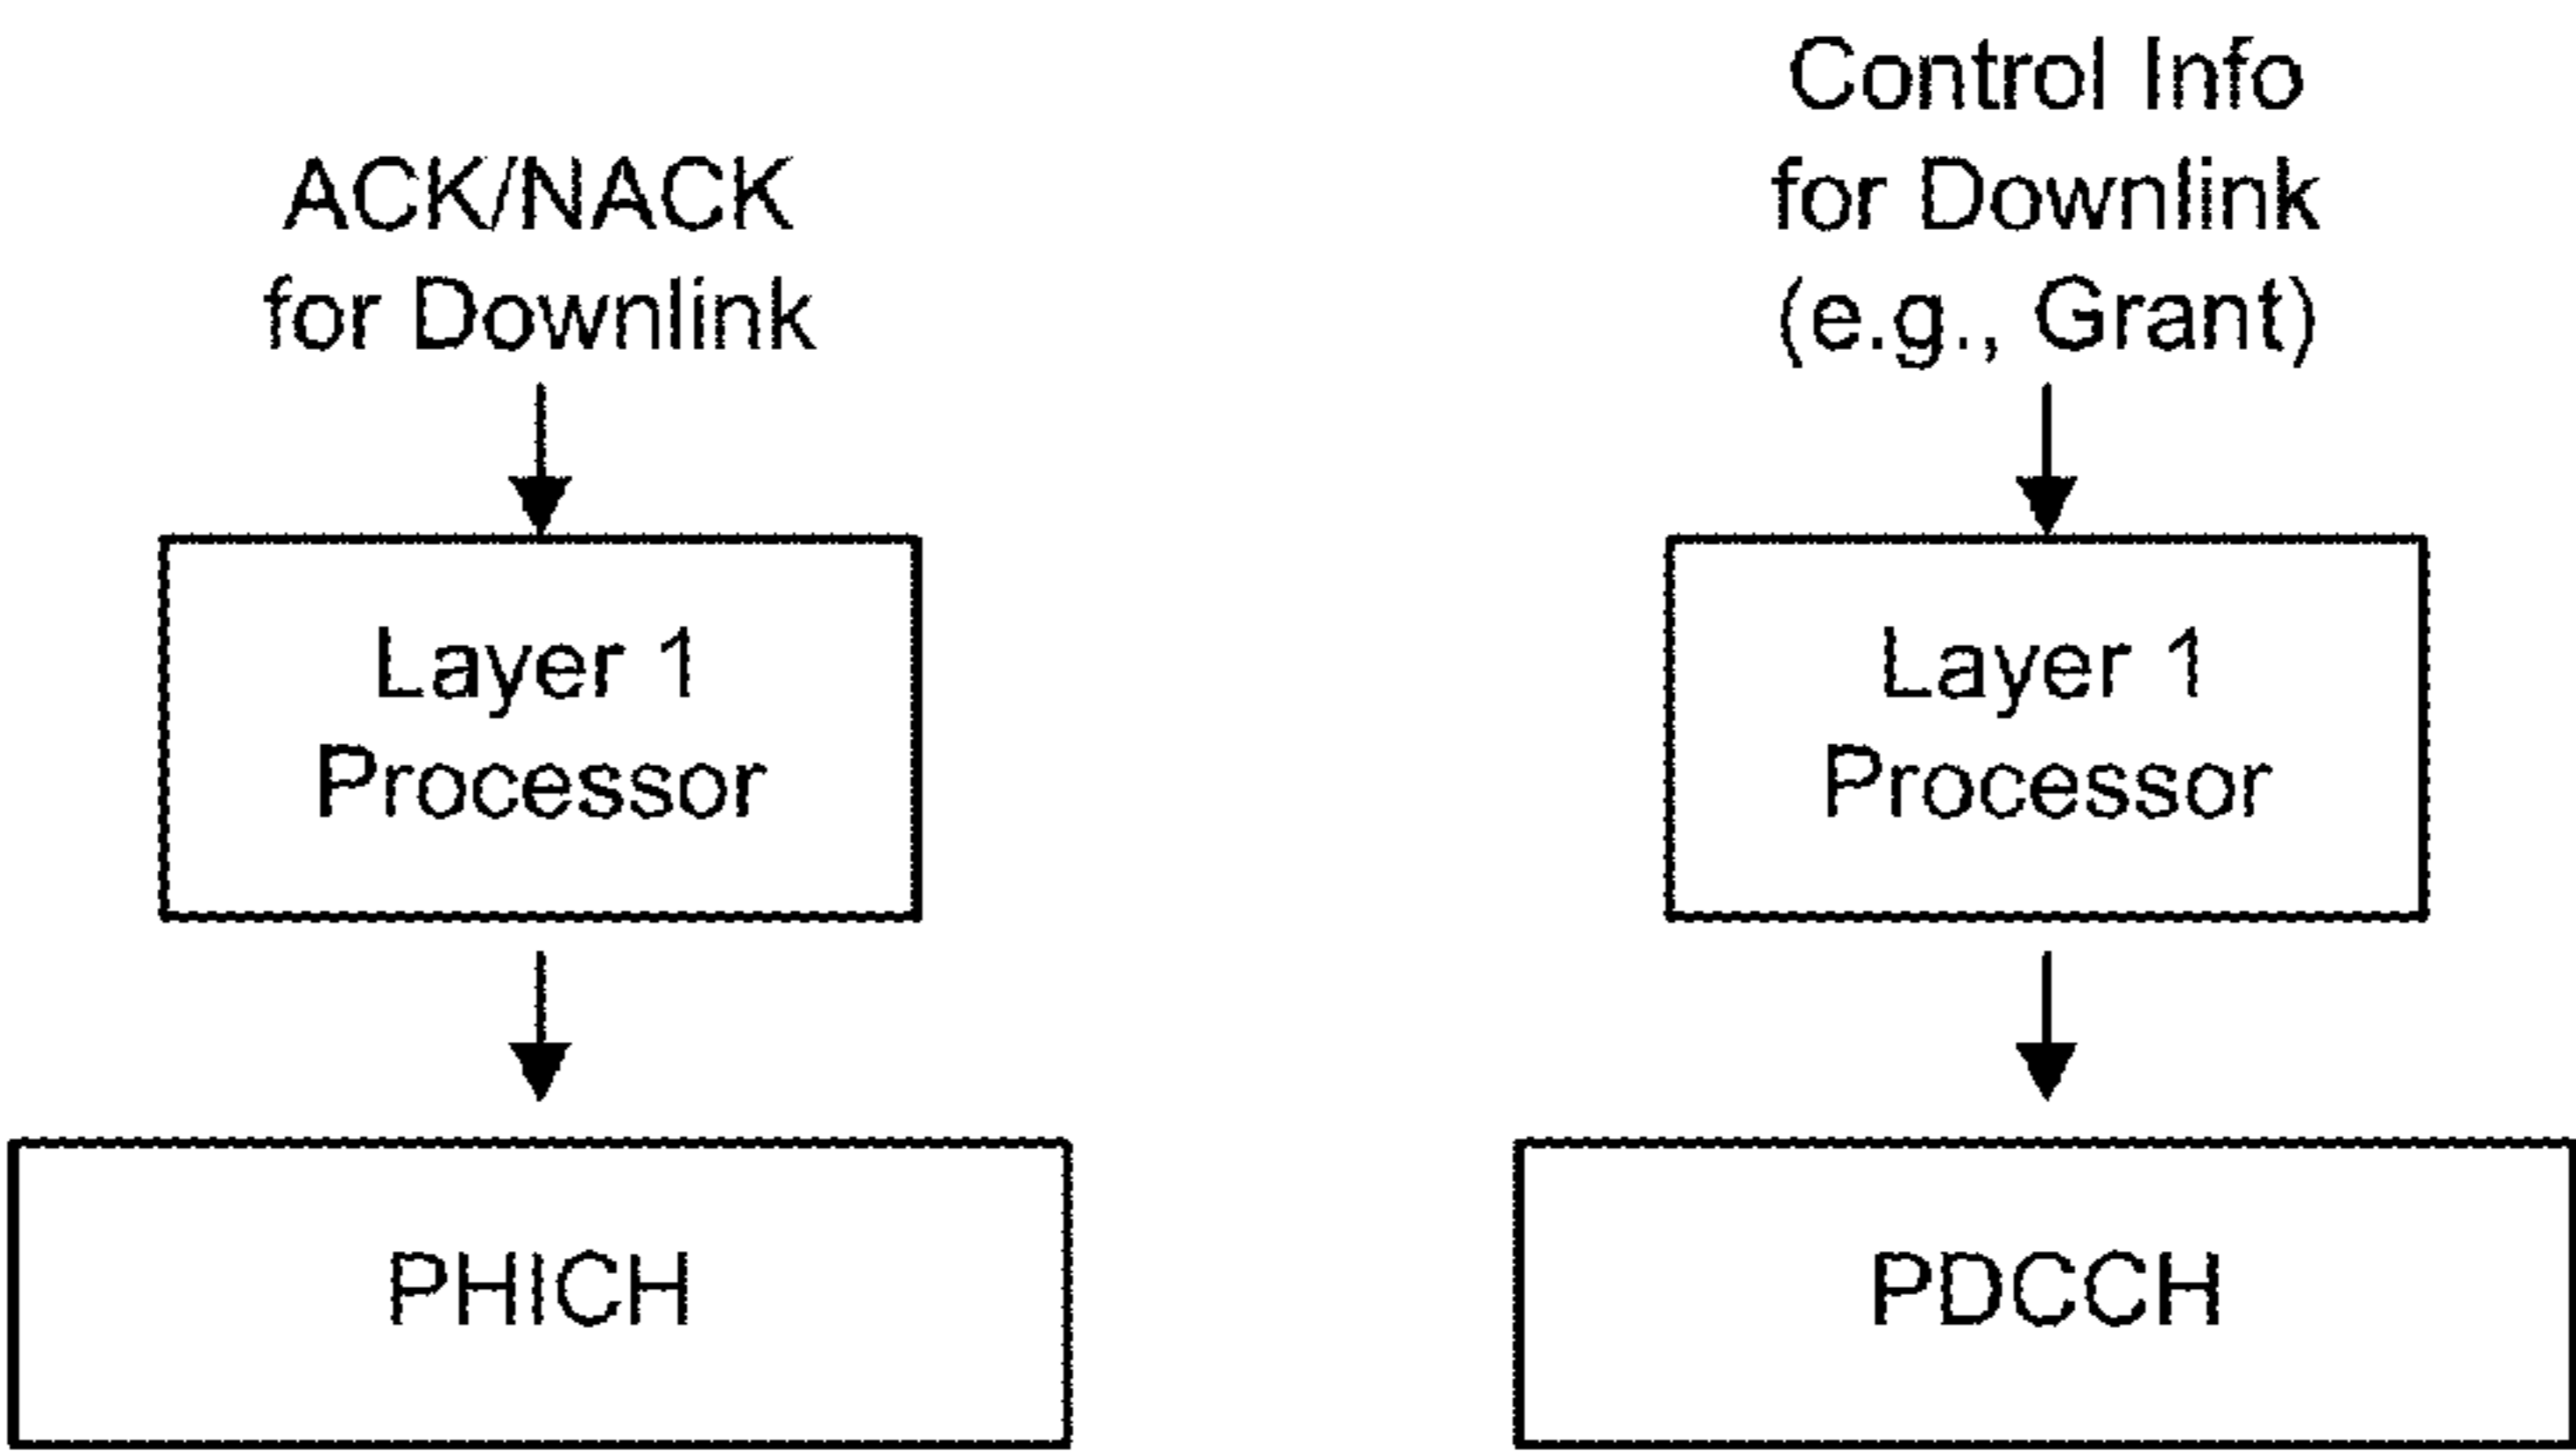 ACK/NACK
for Downlink
Layer 1
Processor
PHICH
Control Info
for Downlink
(e.g., Grant)
Layer 1
Processor
PDCCH